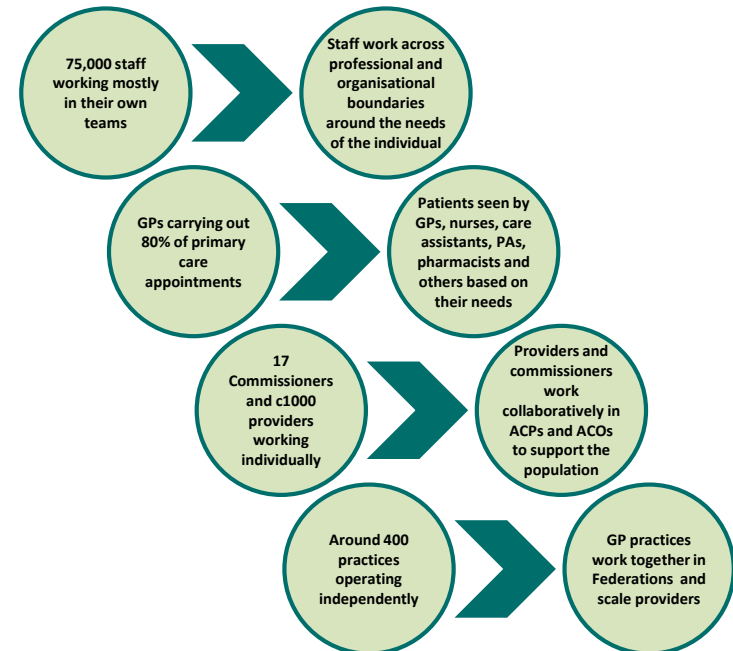 75,000 staff
working mostly
in their own
teams
Staff work across
professional and
organisational
boundaries
around the needs
of the individual
GPs carrying out
80% of primary
care
appointments
Patients seen by
GPs, nurses, care
assistants, PAs,
pharmacists and
others based on
their needs
17
Commissioners
and c1000
providers
working
individually
Providers and
commissioners
work
collaboratively in
ACPs and ACOs
to support the
population
Around 400
practices
operating
independently
GP practices
work together in
Federations and
scale providers